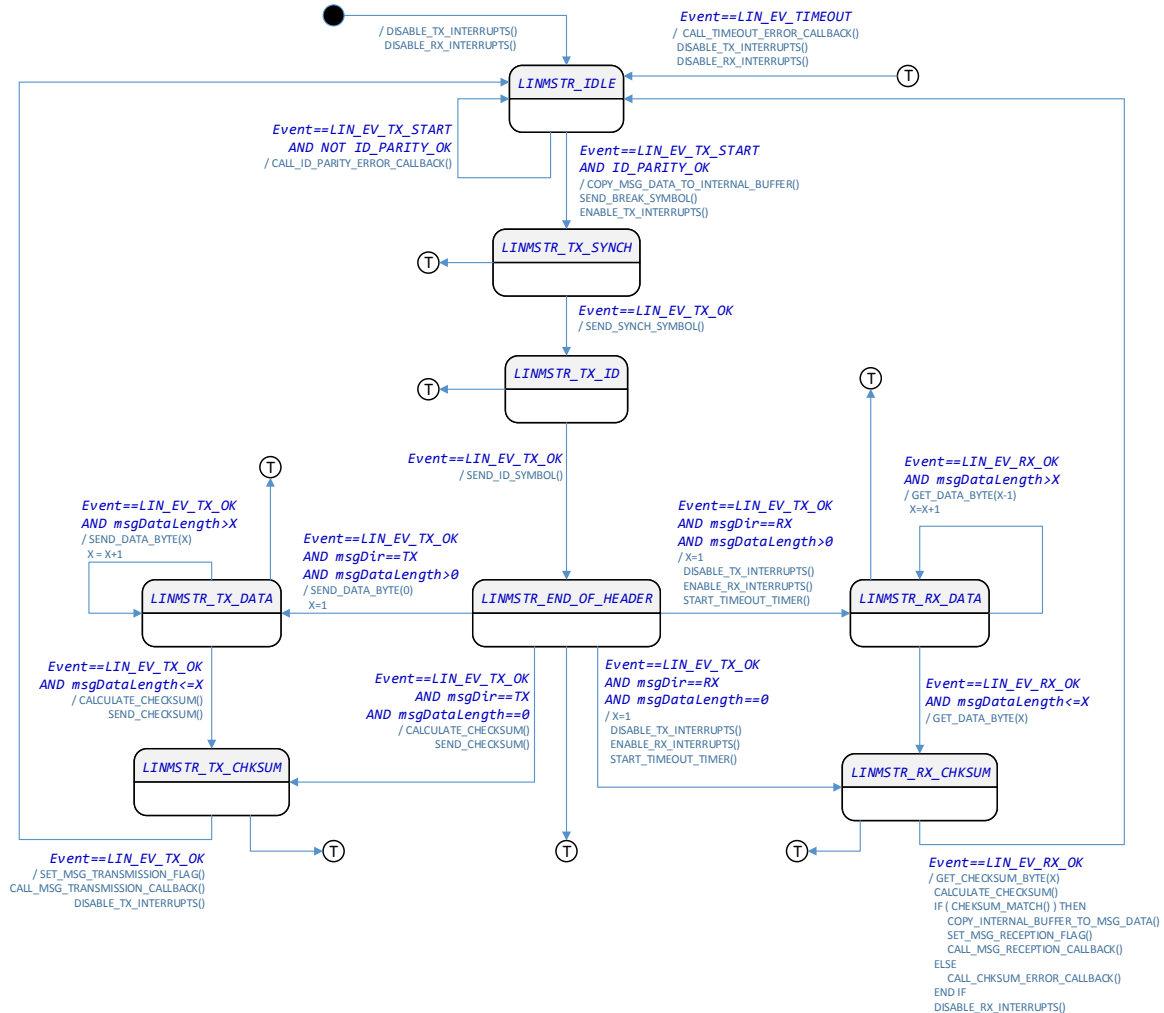 / DISABLE_TX_INTERRUPTS()
DISABLE_RX_INTERRUPTS()
Event==LIN_EV_TIMEOUT
/ CALL_TIMEOUT_ERROR_CALLBACK()
DISABLE_TX_INTERRUPTS()
DISABLE_RX_INTERRUPTS()
T
LINMSTR_IDLE
Event==LIN_EV_TX_START
AND NOT ID_PARITY_OK
/ CALL_ID_PARITY_ERROR_CALLBACK()
Event==LIN_EV_TX_START
AND ID_PARITY_OK
/ COPY_MSG_DATA_TO_INTERNAL_BUFFER()
SEND_BREAK_SYMBOL()
ENABLE_TX_INTERRUPTS()
LINMSTR_TX_SYNCH
T
Event==LIN_EV_TX_OK
/ SEND_SYNCH_SYMBOL()
LINMSTR_TX_ID
T
T
Event==LIN_EV_TX_OK
/ SEND_ID_SYMBOL()
T
Event==LIN_EV_TX_OK
AND msgDataLength>X
/ SEND_DATA_BYTE(X)
X = X+1
Event==LIN_EV_TX_OK
AND msgDir==TX
AND msgDataLength>0
/ SEND_DATA_BYTE(0)
X=1
Event==LIN_EV_TX_OK
AND msgDir==RX
AND msgDataLength>0
/ X=1
DISABLE_TX_INTERRUPTS()
ENABLE_RX_INTERRUPTS()
START_TIMEOUT_TIMER()
Event==LIN_EV_RX_OK
AND msgDataLength>X
/ GET_DATA_BYTE(X-1)
X=X+1
LINMSTR_TX_DATA
LINMSTR_END_OF_HEADER
LINMSTR_RX_DATA
Event==LIN_EV_TX_OK
AND msgDataLength<=X
/ CALCULATE_CHECKSUM()
SEND_CHECKSUM()
Event==LIN_EV_TX_OK
AND msgDir==TX
AND msgDataLength==0
/ CALCULATE_CHECKSUM()
SEND_CHECKSUM()
Event==LIN_EV_TX_OK
AND msgDir==RX
AND msgDataLength==0
/ X=1
DISABLE_TX_INTERRUPTS()
ENABLE_RX_INTERRUPTS()
START_TIMEOUT_TIMER()
Event==LIN_EV_RX_OK
AND msgDataLength<=X
/ GET_DATA_BYTE(X)
LINMSTR_TX_CHKSUM
LINMSTR_RX_CHKSUM
T
T
T
Event==LIN_EV_TX_OK
/ SET_MSG_TRANSMISSION_FLAG()
CALL_MSG_TRANSMISSION_CALLBACK()
DISABLE_TX_INTERRUPTS()
Event==LIN_EV_RX_OK
/ GET_CHECKSUM_BYTE(X)
CALCULATE_CHECKSUM()
IF ( CHEKSUM_MATCH() ) THEN
COPY_INTERNAL_BUFFER_TO_MSG_DATA()
SET_MSG_RECEPTION_FLAG()
CALL_MSG_RECEPTION_CALLBACK()
ELSE
CALL_CHKSUM_ERROR_CALLBACK()
END IF
DISABLE_RX_INTERRUPTS()